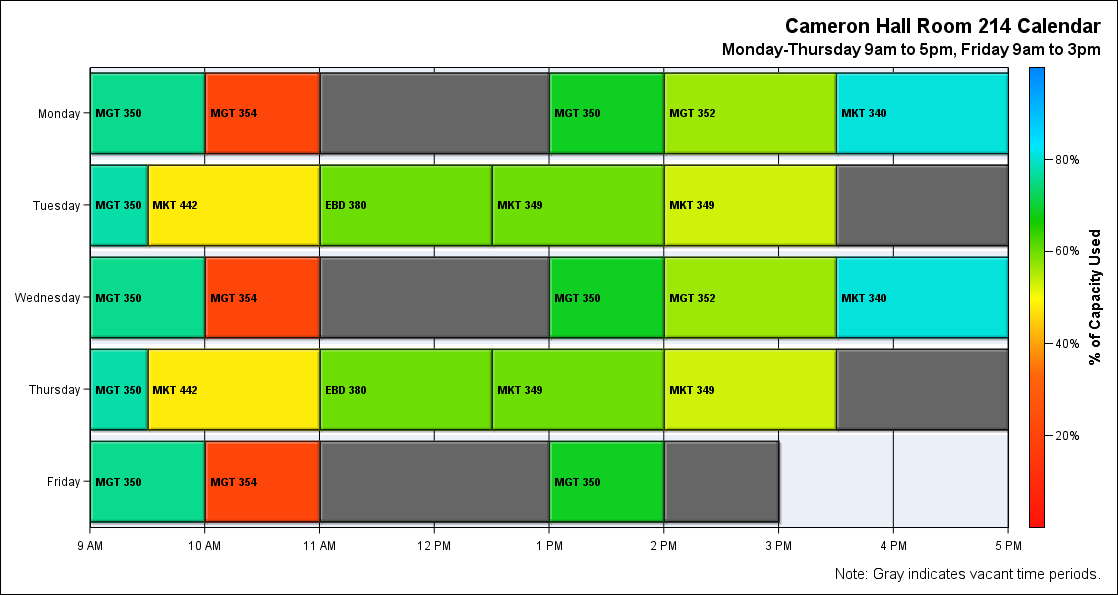 Cameron Hall Room 214 Calendar
Monday-Thursday 9am to 5pm, Friday 9am to 3pm
Monday MGT 350 MGT 354 MGT 350 MGT 352 MKT 340
80%
Tuesday MGT 350 MKT 442 EBD 380 MKT 349 MKT 349
60%
% of Capacity Used
Wednesday MGT 350 MGT 354 MGT 350 MGT 352 MKT 340
40%
Thursday MGT 350 MKT 442 EBD 380 MKT 349 MKT 349
20%
Friday MGT 350 MGT 354 MGT 350
9 AM 10 AM 11 AM 12 PM 1 PM 2 PM 3 PM 4 PM 5 PM
Note: Gray indicates vacant time periods.